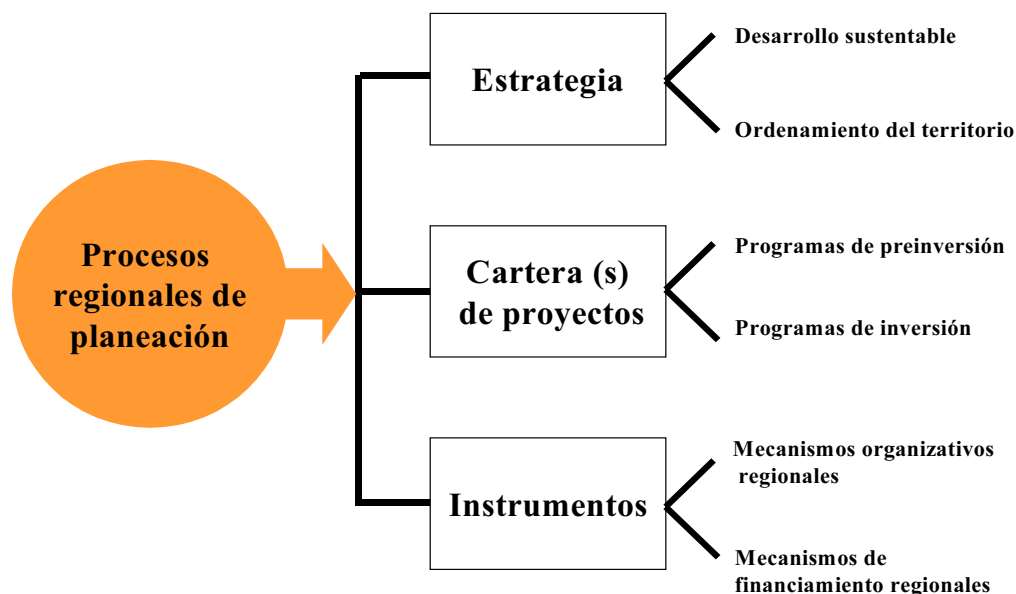 Procesos
regionales de
planeación
Estrategia
Desarrollo sustentable
Ordenamiento del territorio
Cartera (s)
de proyectos
Programas de preinversión
Programas de inversión
Instrumentos
Mecanismos organizativos
regionales
Mecanismos de
financiamiento regionales